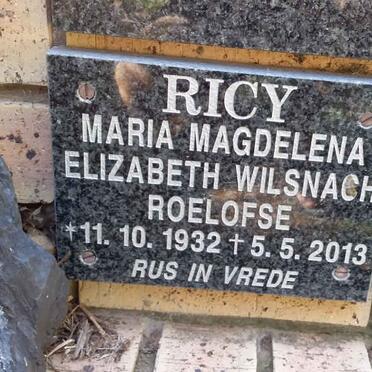 RICY
MARIA MAGDELENA
ELIZABETH WILSNACH
ROELOFSE
*11. 10. 1932 † 5. 5. 2013
RUS IN VREDE